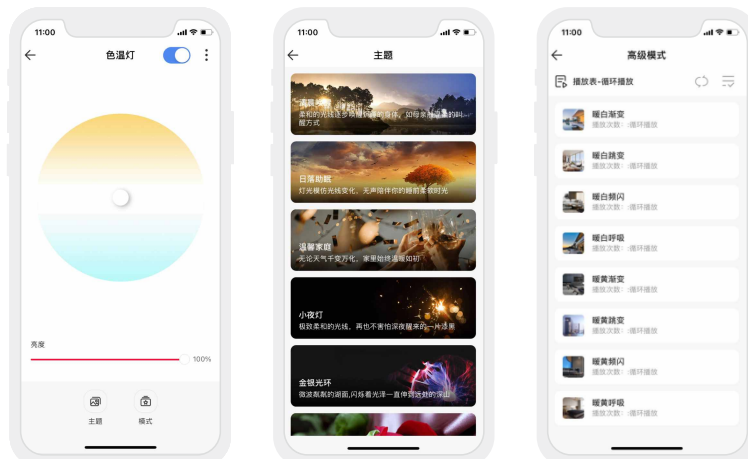 11:00
色温灯
亮度
100%
主题
模式
11:00
主题
柔和的光线逐步唤醒
醒方式
日落助眠
灯光模仿光线变化，无声陪伴你的睡前柔软时光
温馨家庭
无论天气千变万化，家里始终温暖如初
小夜灯
极致柔和的光线，再也不害怕深夜醒来的一片漆黑
金银光环
微波粼粼的湖面,闪烁着光泽一直伸到远处的深山
11:00
高级模式
播放表-循环播放
暖白渐变
播放次数：循环播放
暖白跳变
播放次数：循环播放
暖白频闪
播放次数：循环播放
暖白呼吸
播放次数：循环播放
暖黄渐变
播放次数：循环播放
暖黄跳变
播放次数：循环播放
暖黄频闪
播放次数：循环播放
暖黄呼吸
播放次数：循环播放